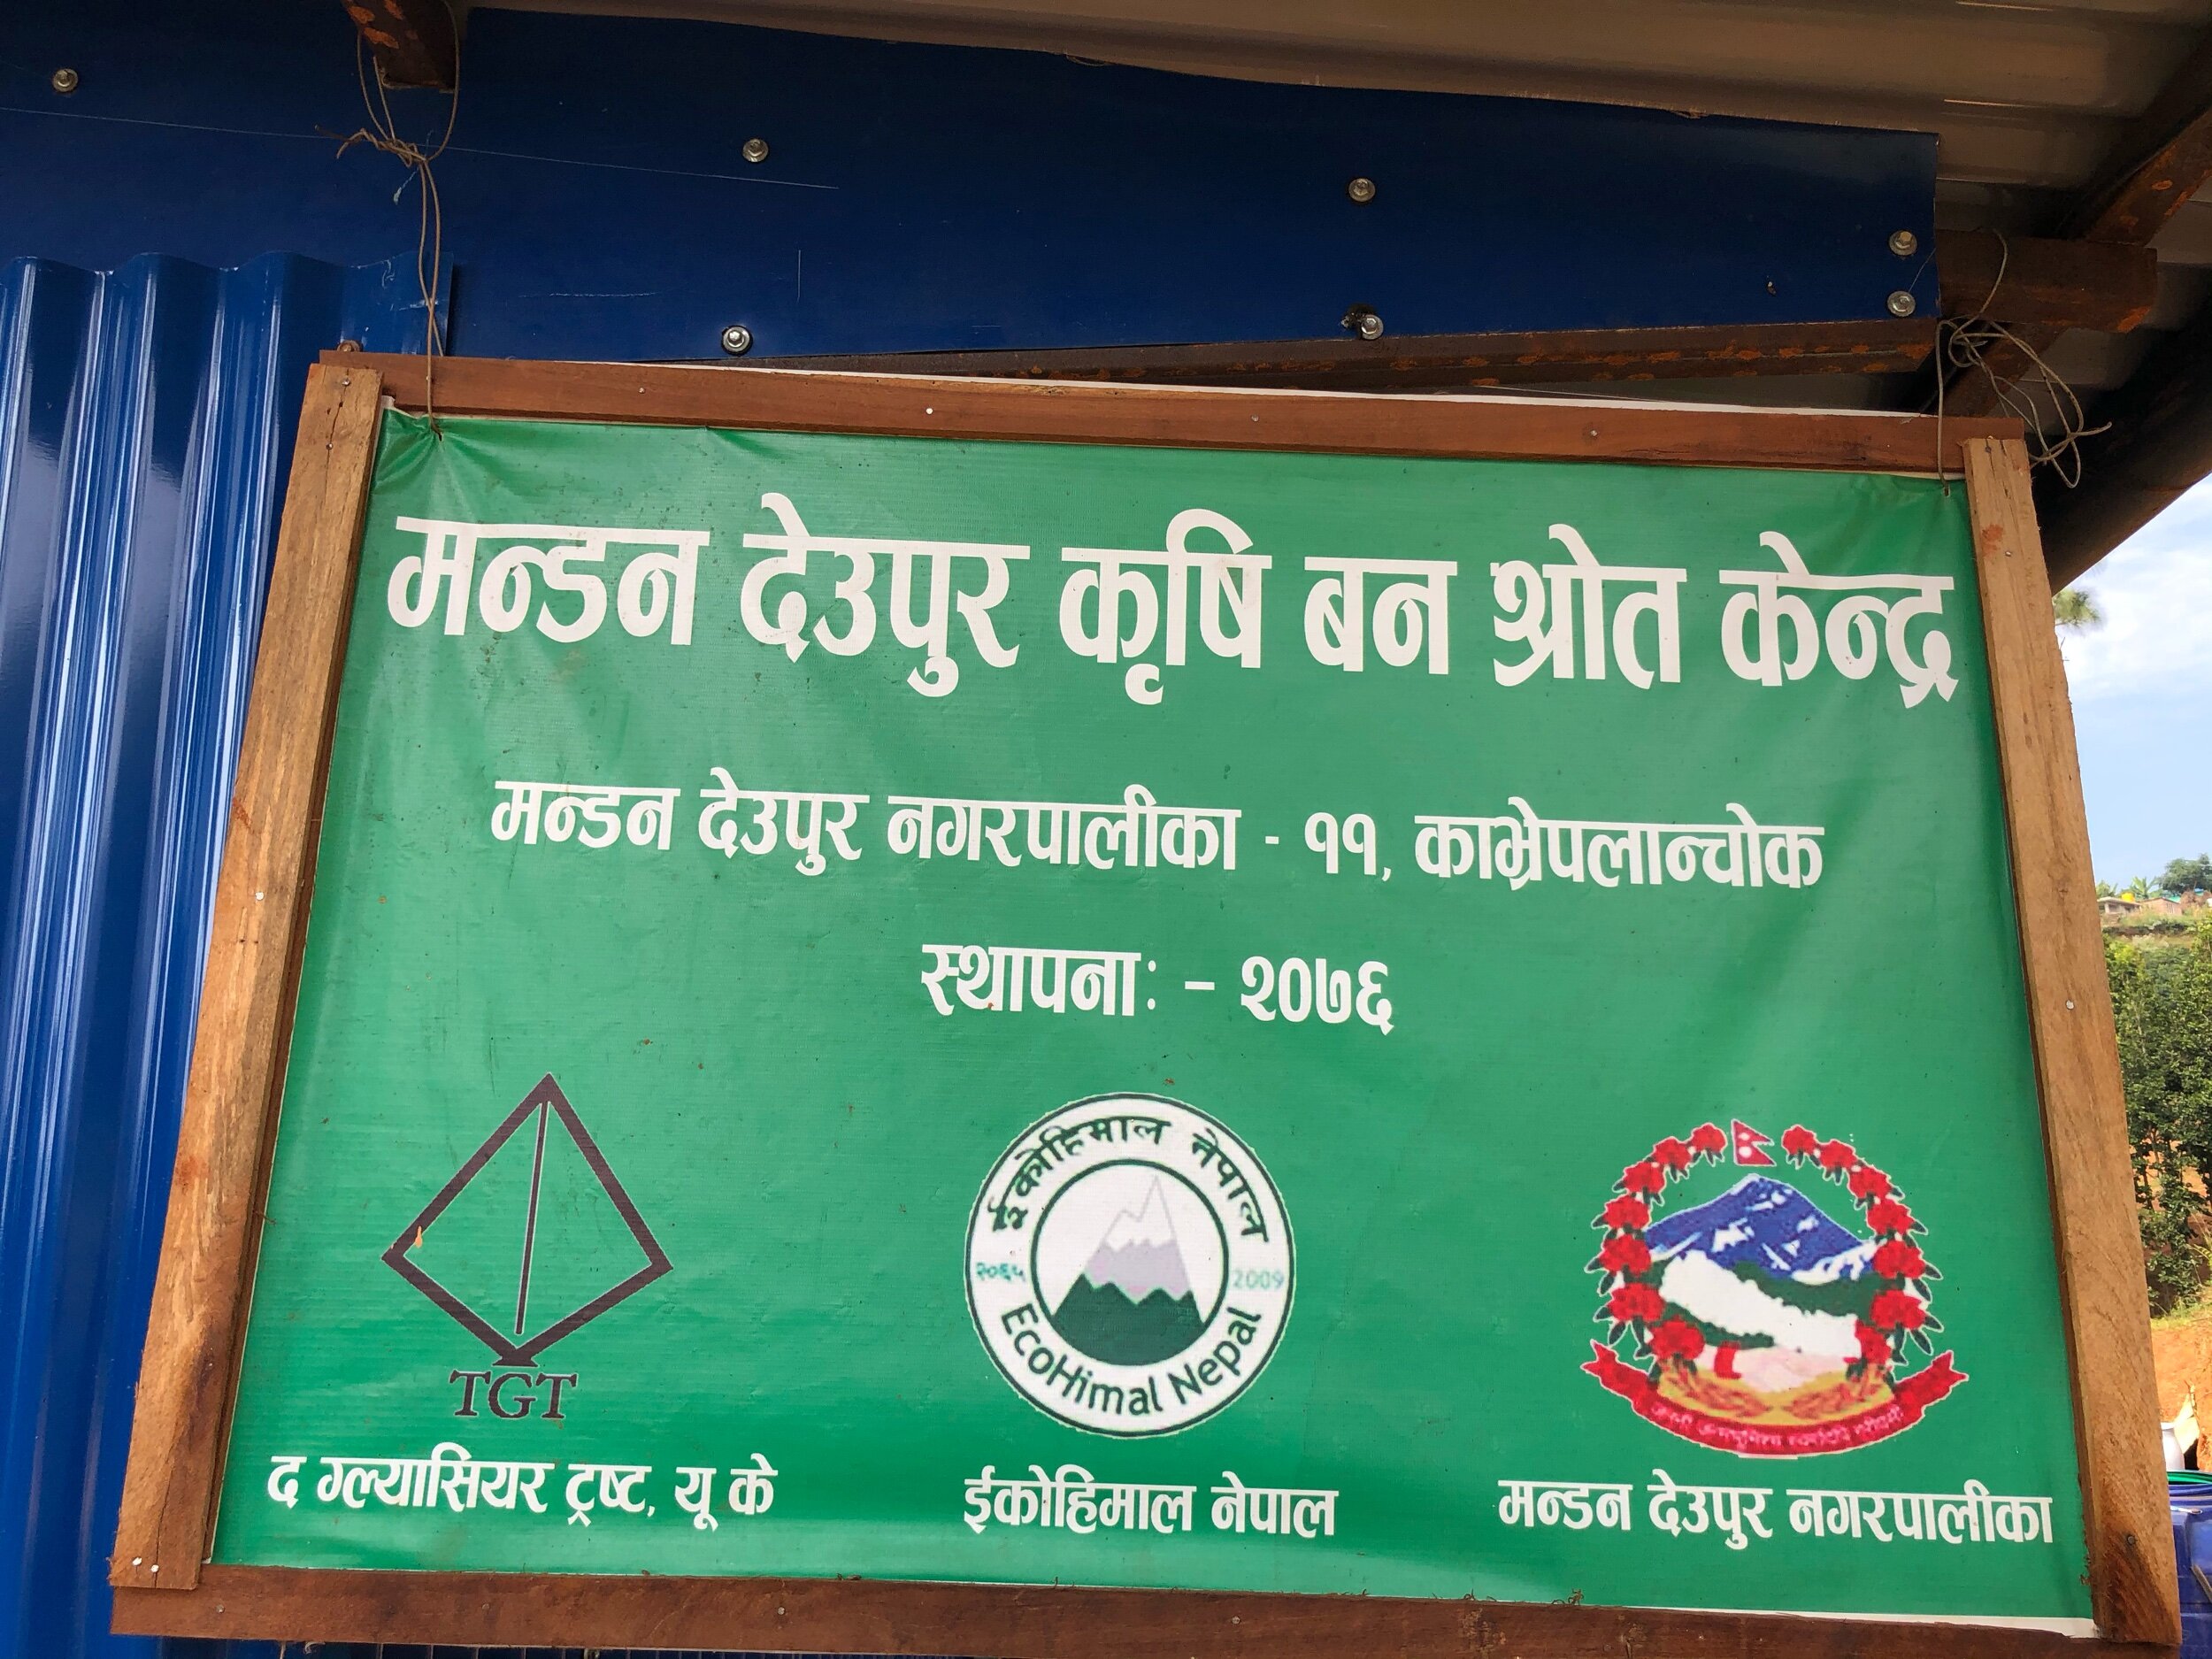 मन्डन देउपुर कृषि बन श्रोत केन्द्र
मन्डन देउपुर नगरपालीका - ११, काभ्रेपलान्चोक
स्थापनाः - २०७६
TGT
ईकोहिमाल नेपाल
२०६५ 2009
EcoHimal Nepal
द ग्ल्यासियर ट्रष्ट, यू के
ईकोहिमाल नेपाल
मन्डन देउपुर नगरपालीका